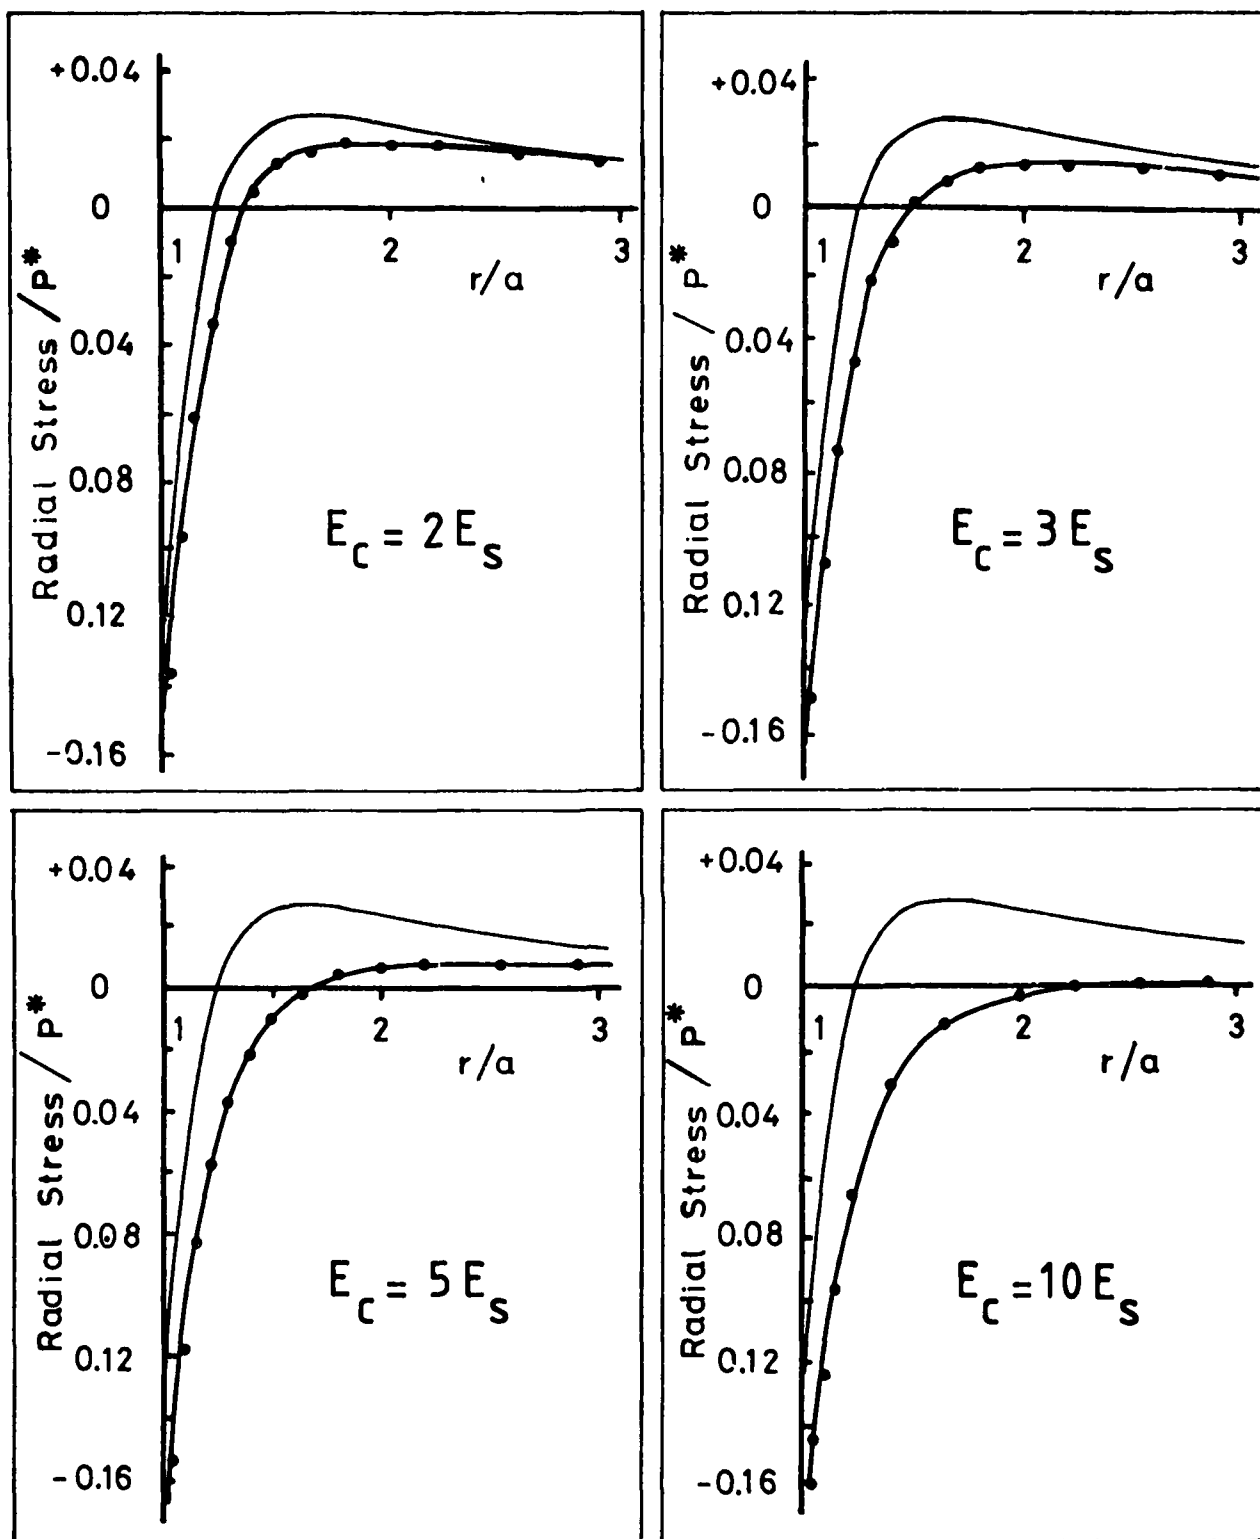 +0.04
0
0.04
0.08
0.12
-0.16
Radial Stress / P*
1 2 3
r/a
E_c = 2 E_s
+0.04
0
0.04
0.08
0.12
-0.16
Radial Stress / P*
1 2 3
r/a
E_c = 3 E_s
+0.04
0
0.04
0.08
0.12
-0.16
Radial Stress / P*
1 2 3
r/a
E_c = 5 E_s
+0.04
0
0.04
0.08
0.12
-0.16
Radial Stress / P*
1 2 3
r/a
E_c = 10 E_s